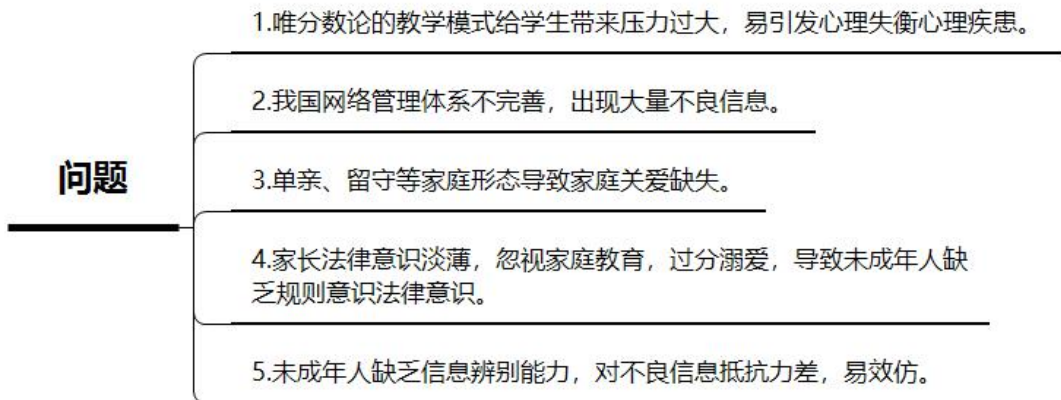 1.唯分数论的教学模式给学生带来压力过大，易引发心理失衡心理疾患。
2.我国网络管理体系不完善，出现大量不良信息。
问题
3.单亲、留守等家庭形态导致家庭关爱缺失。
4.家长法律意识淡薄，忽视家庭教育，过分溺爱，导致未成年人缺
乏规则意识法律意识。
5.未成年人缺乏信息辨别能力，对不良信息抵抗力差，易效仿。